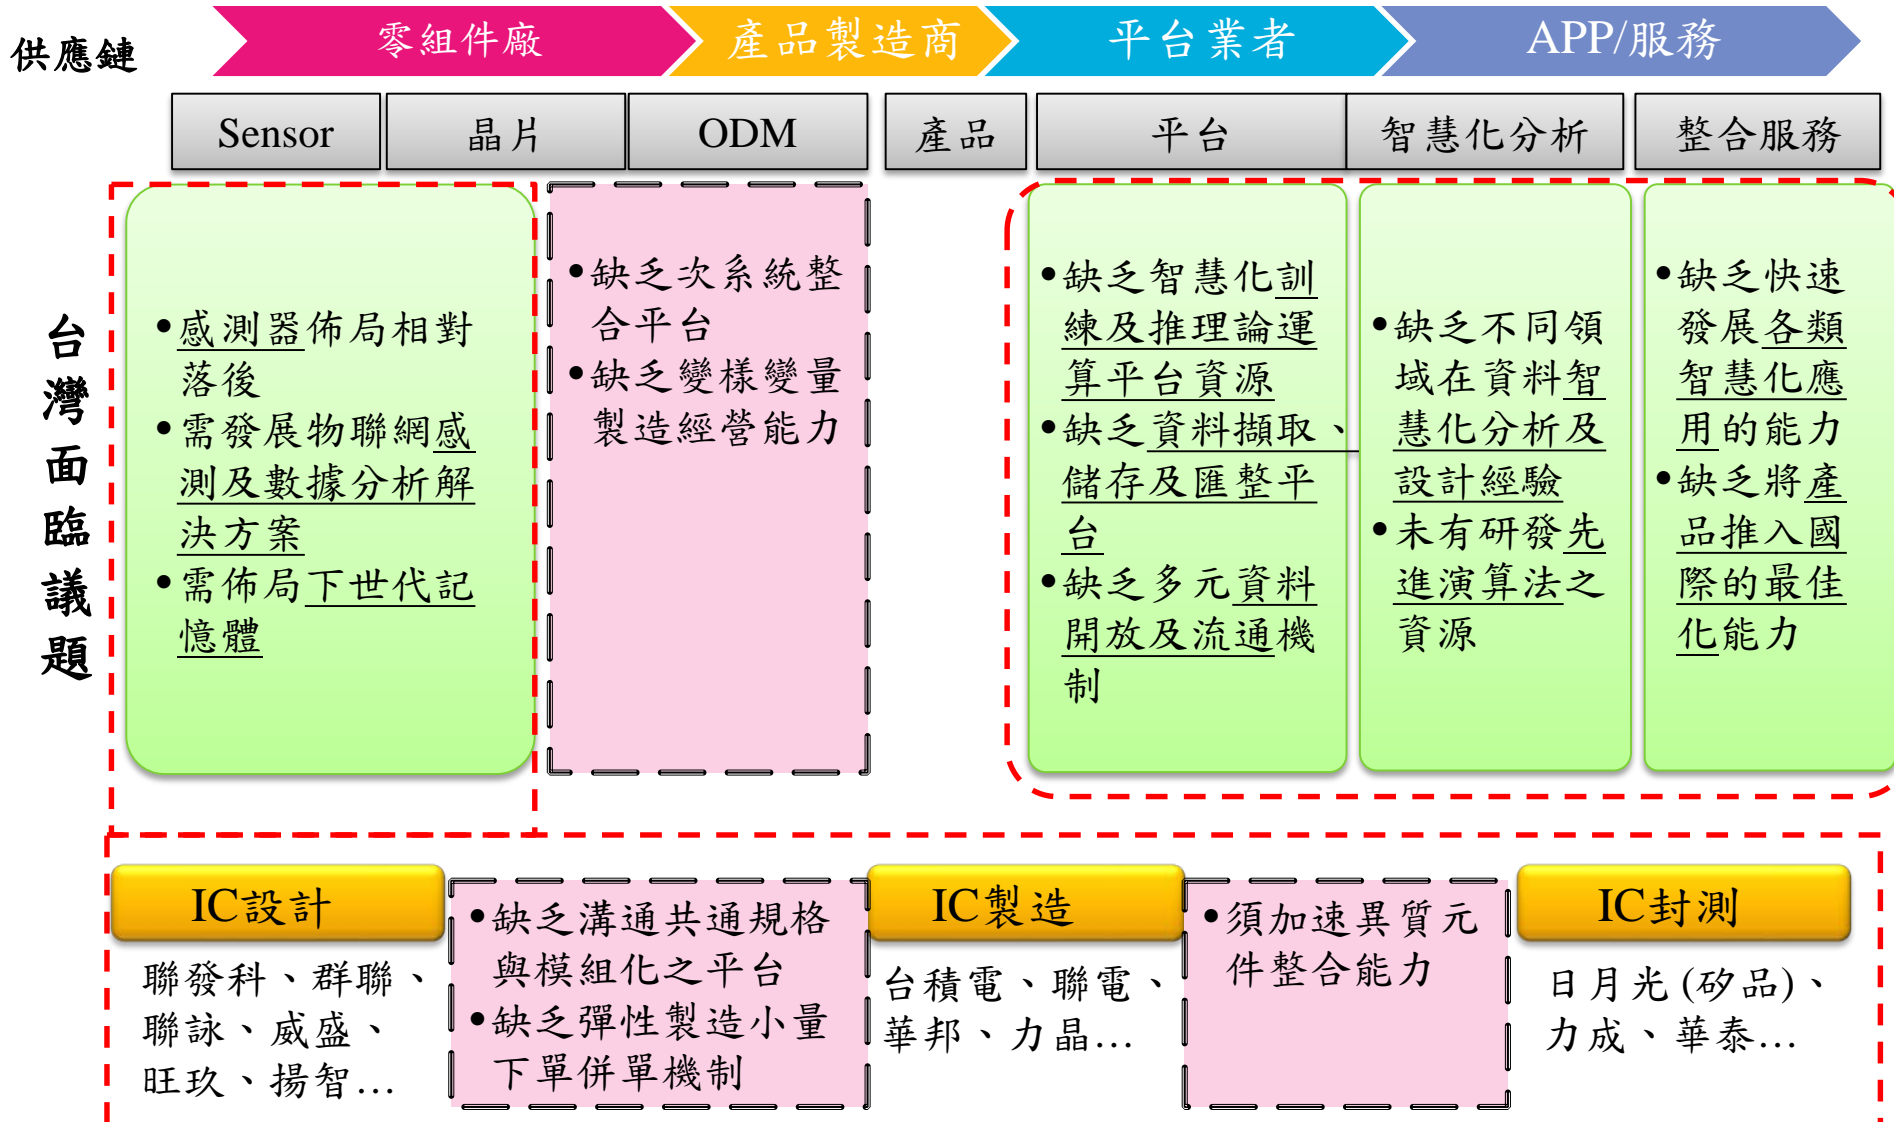 供應鏈
零組件廠
產品製造商
平台業者
APP/服務
Sensor
晶片
ODM
產品
平台
智慧化分析
整合服務
台灣面臨議題
•感測器佈局相對
落後
•需發展物聯網感
測及數據分析解
決方案
•需佈局下世代記
憶體
•缺乏次系統整
合平台
•缺乏變樣變量
製造經營能力
•缺乏智慧化訓
練及推理論運
算平台資源
•缺乏資料擷取、
儲存及匯整平
台
•缺乏多元資料
開放及流通機
制
•缺乏不同領
域在資料智
慧化分析及
設計經驗
•未有研發先
進演算法之
資源
•缺乏快速
發展各類
智慧化應
用的能力
•缺乏將產
品推入國
際的最佳
化能力
IC設計
聯發科、群聯、
聯詠、威盛、
旺玖、揚智…
•缺乏溝通共通規格
與模組化之平台
•缺乏彈性製造小量
下單併單機制
IC製造
台積電、聯電、
華邦、力晶…
•須加速異質元
件整合能力
IC封測
日月光(矽品)、
力成、華泰…